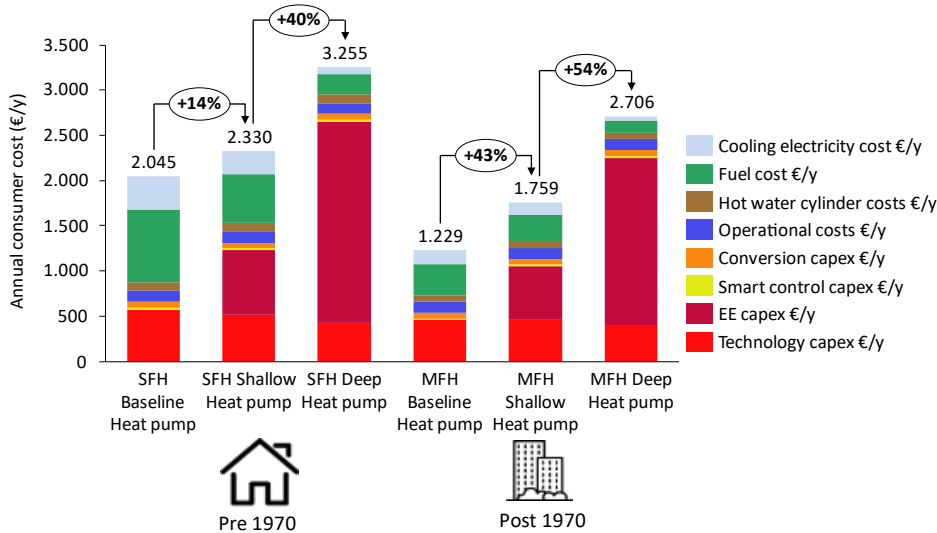 Annual consumer cost (€/y)
3.500
3.000
2.500
2.000
1.500
1.000
500
0
2.045
+14%
2.330
+40%
3.255
1.229
+43%
1.759
+54%
2.706
SFH
Baseline
Heat pump
SFH Shallow
Heat pump
SFH Deep
Heat pump
MFH
Baseline
Heat pump
MFH
Shallow
Heat pump
MFH Deep
Heat pump
Pre 1970
Post 1970
Cooling electricity cost €/y
Fuel cost €/y
Hot water cylinder costs €/y
Operational costs €/y
Conversion capex €/y
Smart control capex €/y
EE capex €/y
Technology capex €/y